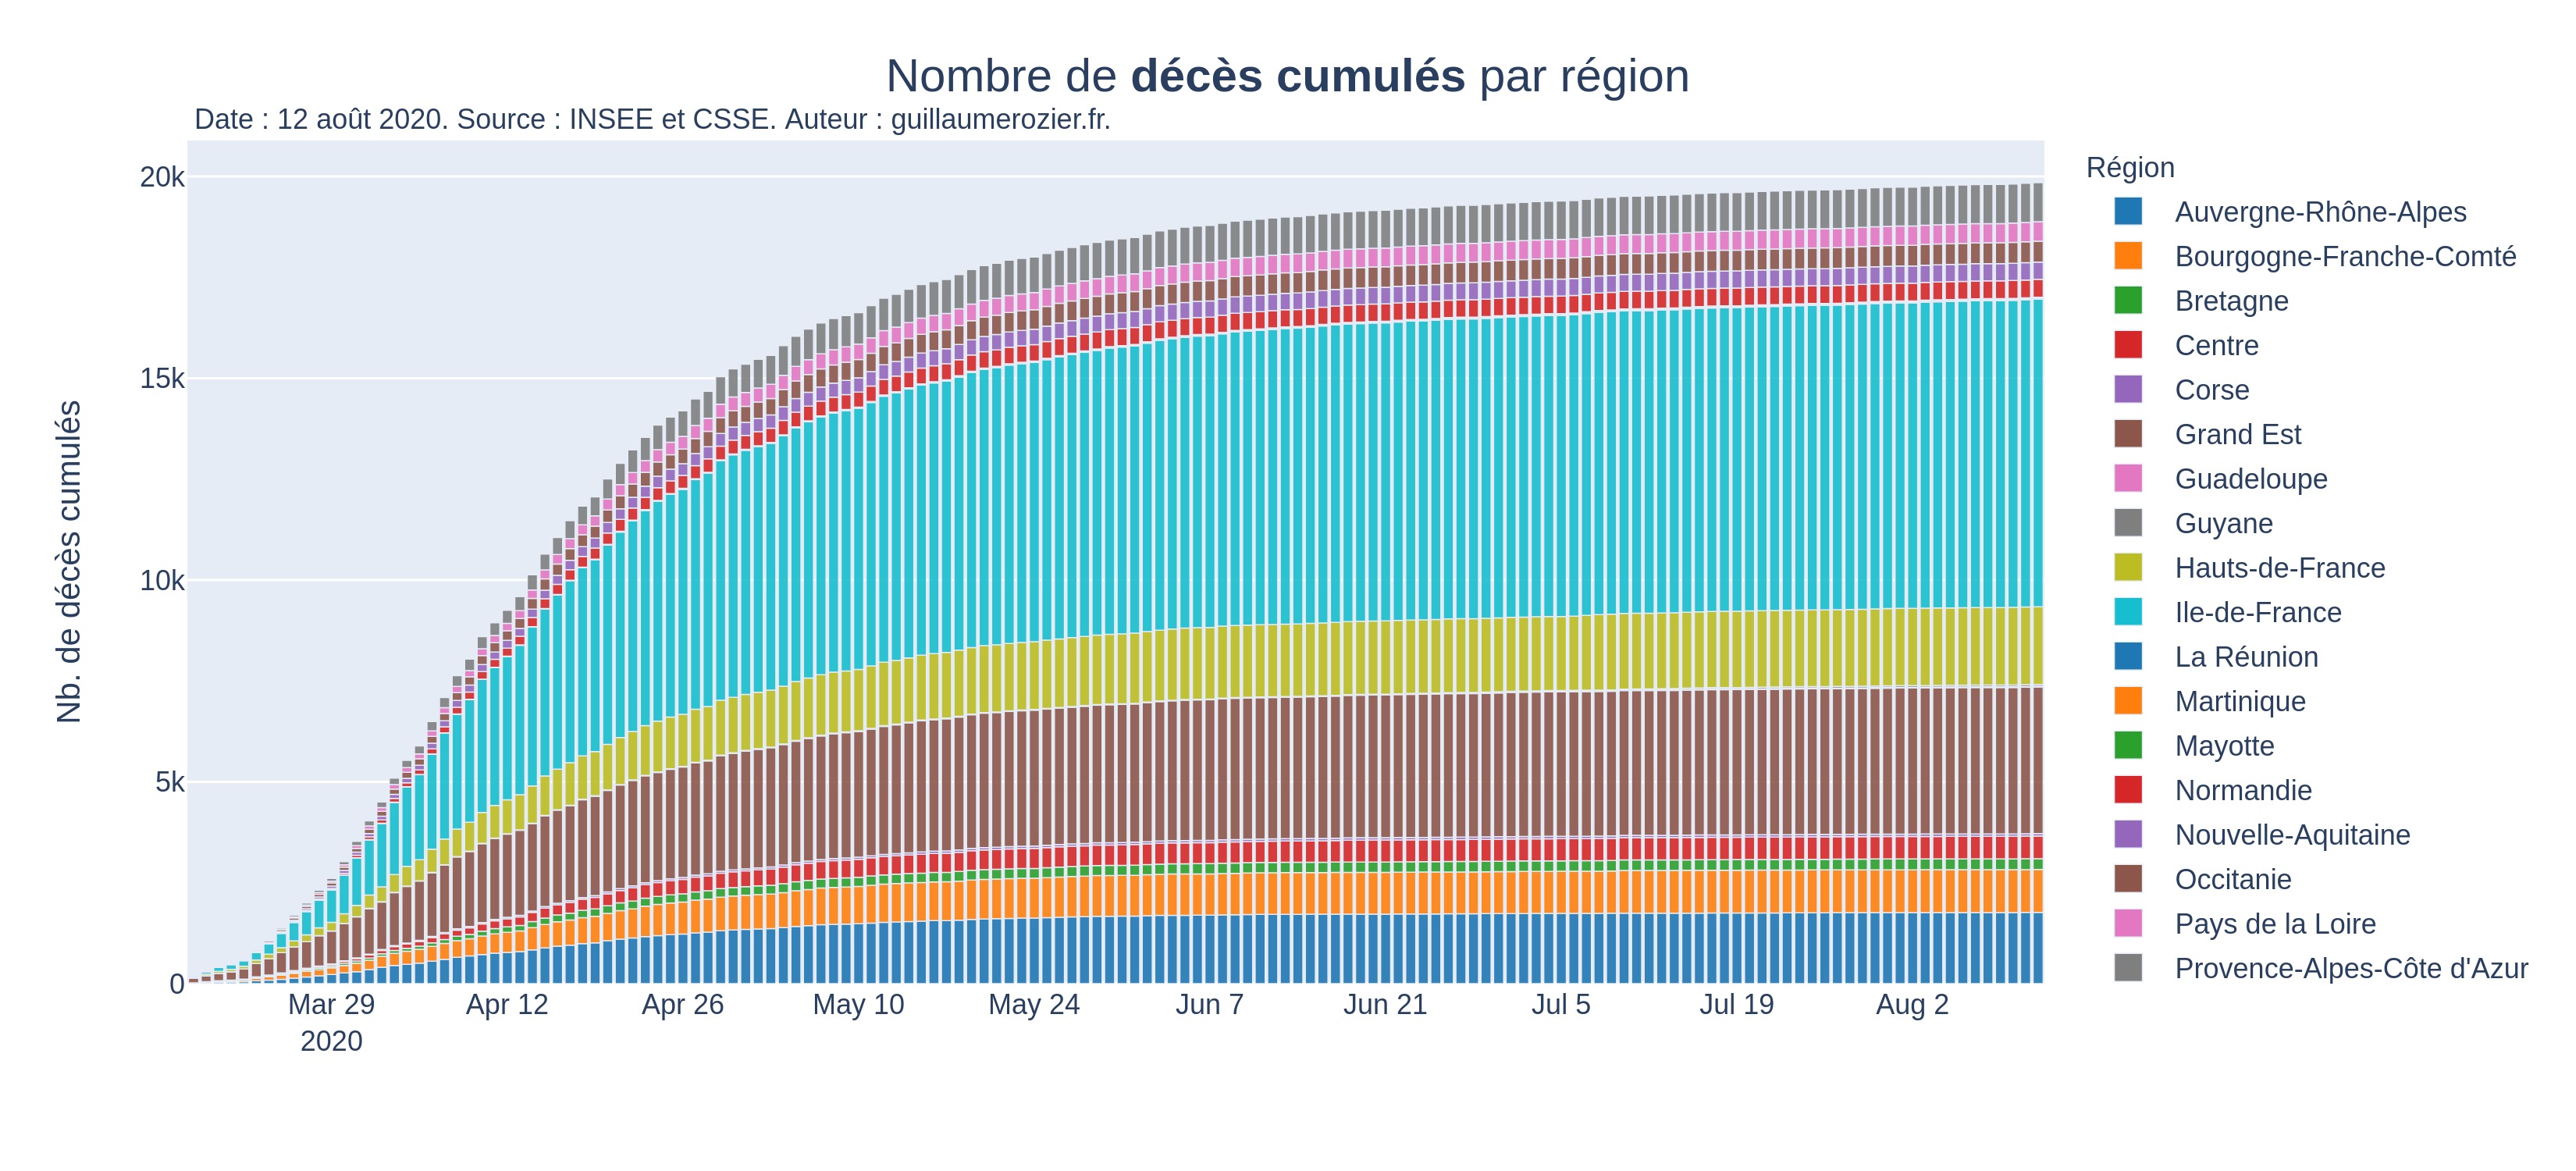 Nombre de décès cumulés par région
Date : 12 août 2020. Source : INSEE et CSSE. Auteur : guillaumerozier.fr.
Nb. de décès cumulés
20k
15k
10k
5k
0
Mar 29
2020
Apr 12
Apr 26
May 10
May 24
Jun 7
Jun 21
Jul 5
Jul 19
Aug 2
Région
Auvergne-Rhône-Alpes
Bourgogne-Franche-Comté
Bretagne
Centre
Corse
Grand Est
Guadeloupe
Guyane
Hauts-de-France
Ile-de-France
La Réunion
Martinique
Mayotte
Normandie
Nouvelle-Aquitaine
Occitanie
Pays de la Loire
Provence-Alpes-Côte d'Azur